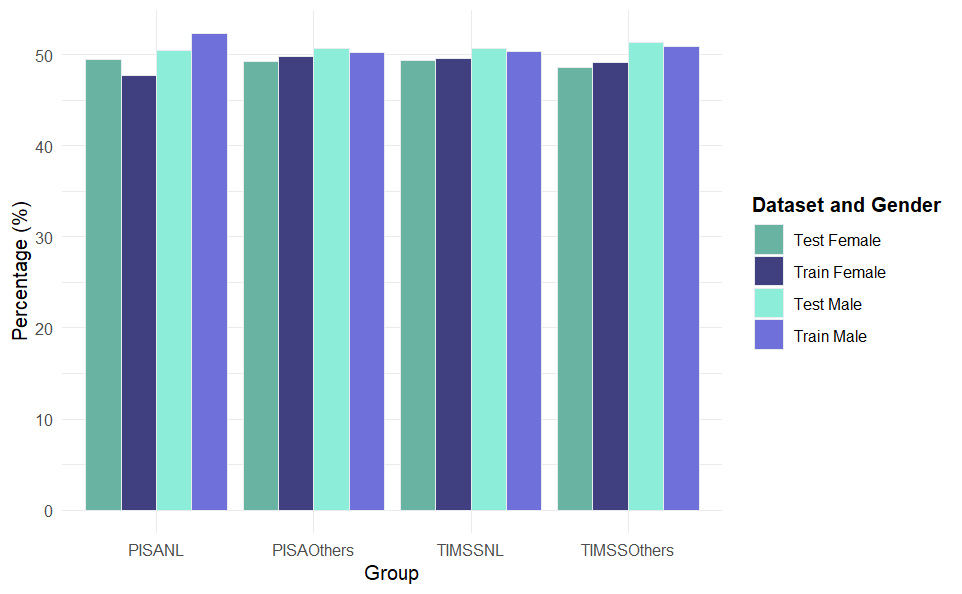 50
40
30
20
10
0
Percentage (%)
PISANL PISAOthers TIMSSNL TIMSSOthers
Group
Dataset and Gender
Test Female
Train Female
Test Male
Train Male